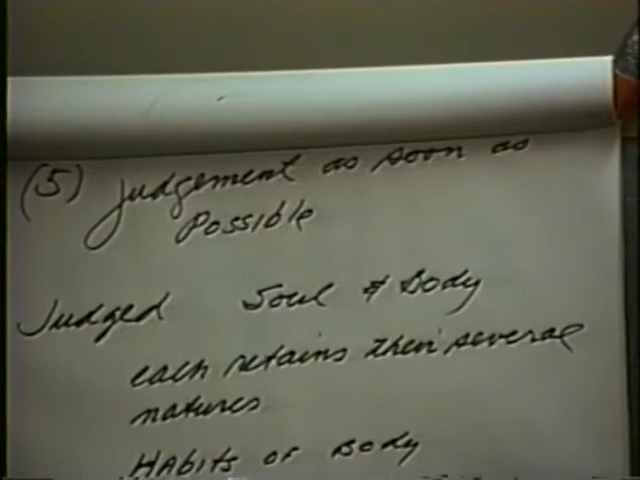 (5) Judgement as soon as
Possible
Judged Soul & Body
each retains their several
natures
Habits of Body